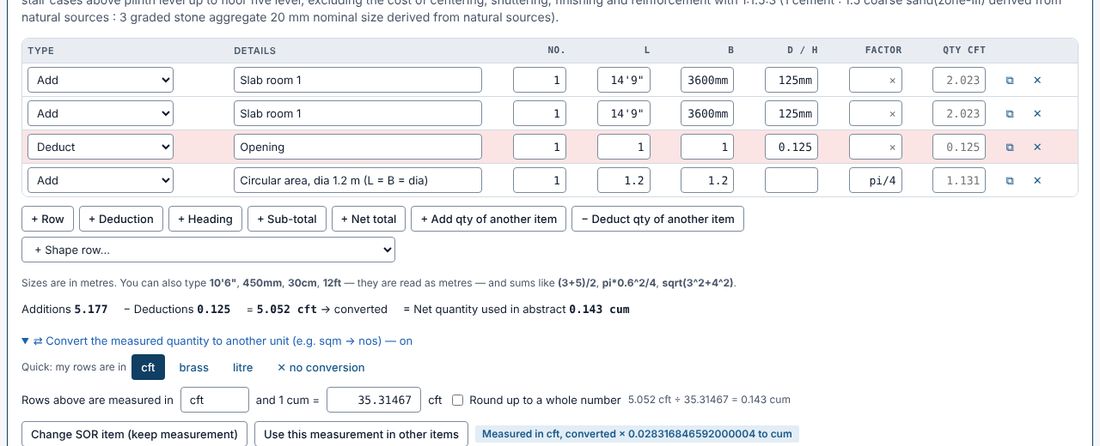 stair cases above plinth level up to floor five level, excluding the cost of centering, shuttering, finishing and reinforcement with 1:1.5:3 (1 cement : 1.5 coarse sand(zone-III) derived from
natural sources : 3 graded stone aggregate 20 mm nominal size derived from natural sources).
TYPE DETAILS NO. L B D / H FACTOR QTY CFT
Add Slab room 1 1 14'9" 3600mm 125mm × 2.023 ⧉ ✕
Add Slab room 1 1 14'9" 3600mm 125mm × 2.023 ⧉ ✕
Deduct Opening 1 1 1 0.125 × 0.125 ⧉ ✕
Add Circular area, dia 1.2 m (L = B = dia) 1 1.2 1.2 pi/4 1.131 ⧉ ✕
+ Row + Deduction + Heading + Sub-total + Net total + Add qty of another item − Deduct qty of another item
+ Shape row...
Sizes are in metres. You can also type 10'6", 450mm, 30cm, 12ft — they are read as metres — and sums like (3+5)/2, pi*0.6^2/4, sqrt(3^2+4^2).
Additions 5.177 − Deductions 0.125 = 5.052 cft → converted = Net quantity used in abstract 0.143 cum
▼ ⇄ Convert the measured quantity to another unit (e.g. sqm → nos) — on
Quick: my rows are in cft brass litre ✕ no conversion
Rows above are measured in cft and 1 cum = 35.31467 cft Round up to a whole number 5.052 cft ÷ 35.31467 = 0.143 cum
Change SOR item (keep measurement) Use this measurement in other items Measured in cft, converted × 0.028316846592000004 to cum